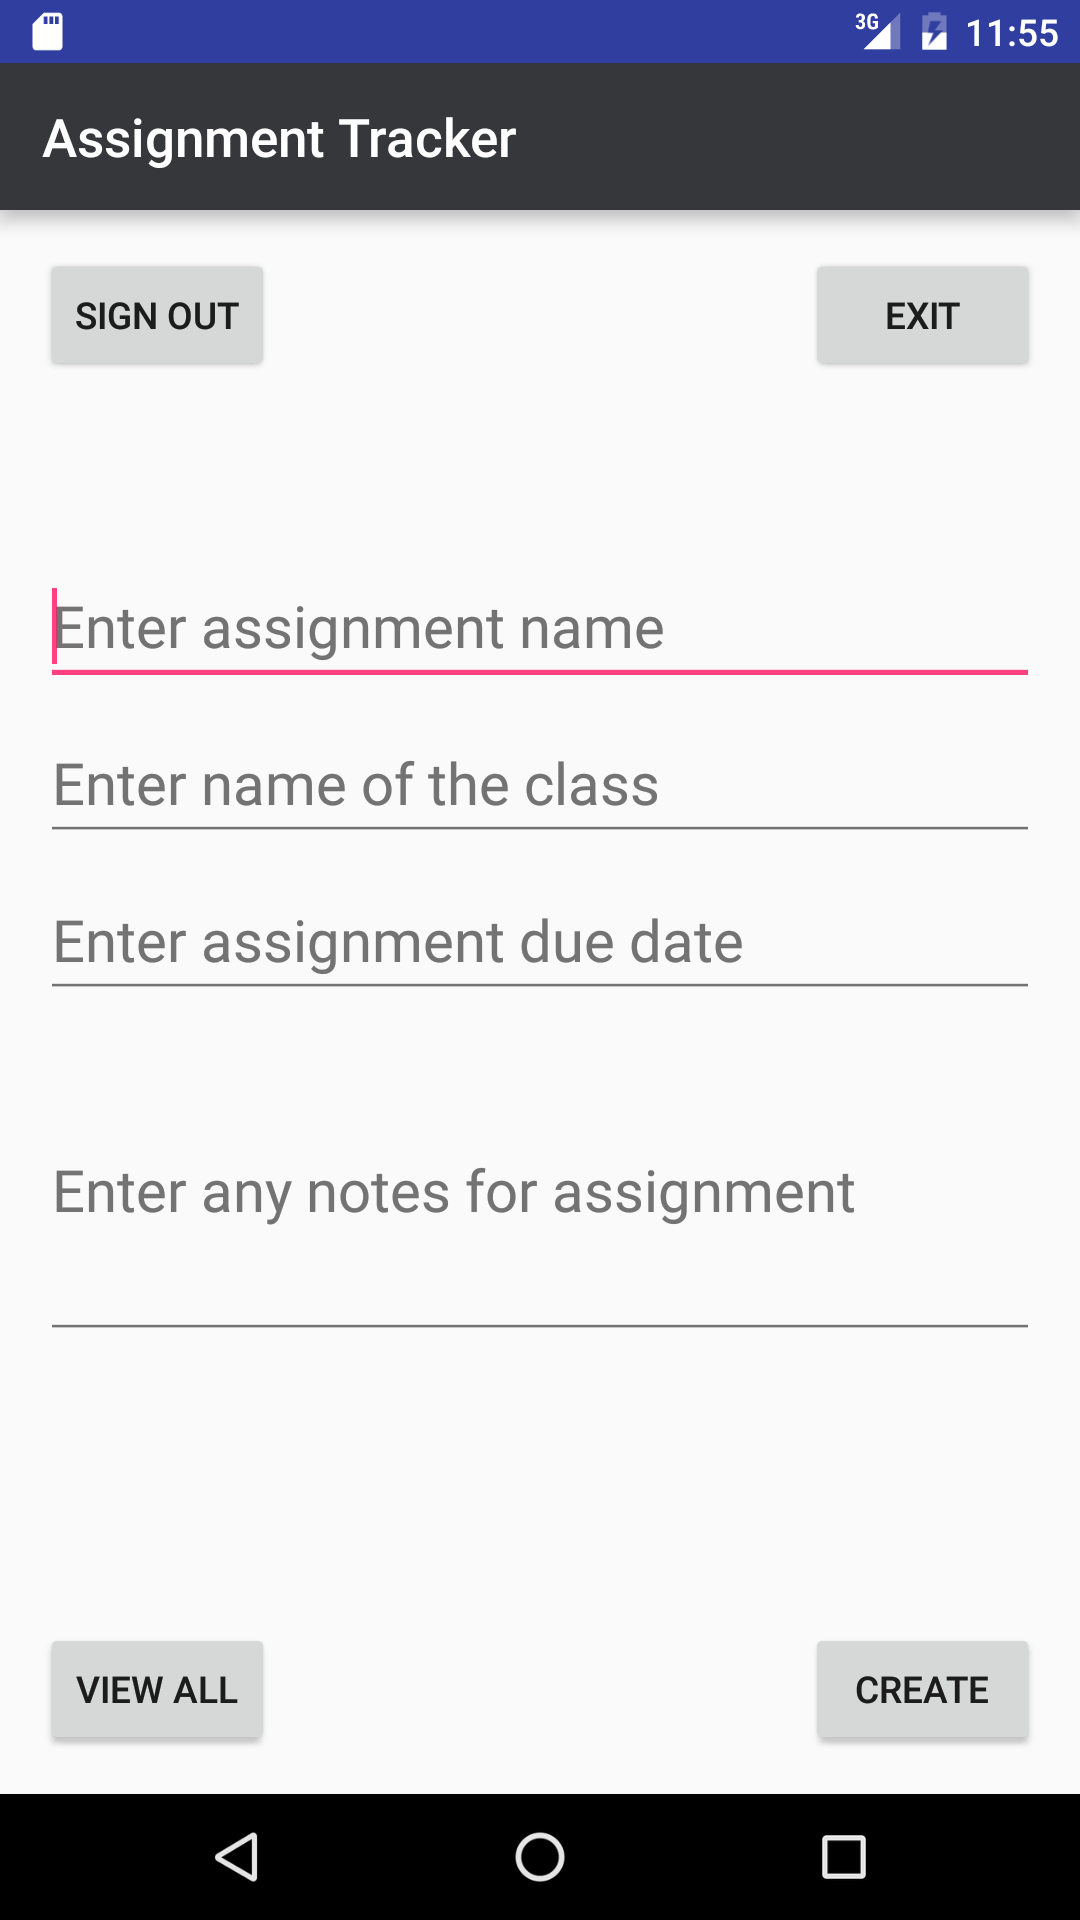 3G 11:55
Assignment Tracker
SIGN OUT EXIT
Enter assignment name
Enter name of the class
Enter assignment due date
Enter any notes for assignment
VIEW ALL CREATE